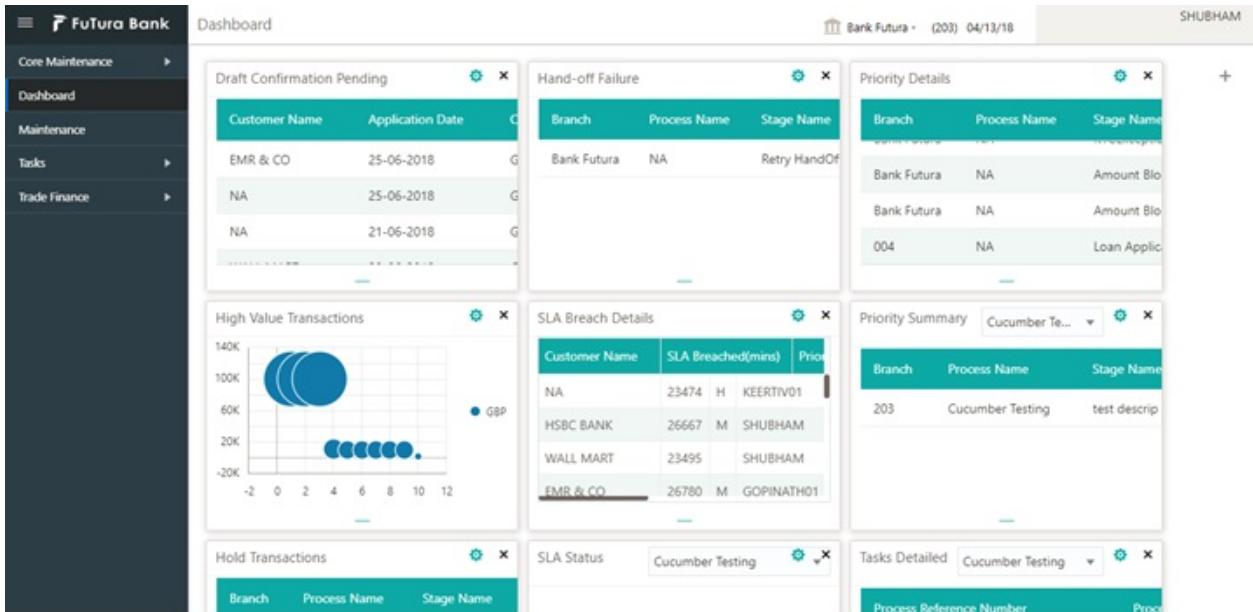 FuTura Bank
Dashboard
Bank Futura
(203) 04/13/18
SHUBHAM
Core Maintenance
Dashboard
Maintenance
Tasks
Trade Finance
Draft Confirmation Pending
Customer Name Application Date
EMR & CO 25-06-2018
NA 25-06-2018
NA 21-06-2018
Hand-off Failure
Branch Process Name Stage Name
Bank Futura NA Retry HandOf
Priority Details
Branch Process Name Stage Name
Bank Futura NA Amount Blo
Bank Futura NA Amount Blo
004 NA Loan Applic
High Value Transactions
140K
100K
60K
20K
-20K
-2 0 2 4 6 8 10 12
GBP
SLA Breach Details
Customer Name SLA Breached(mins) Prior
NA 23474 H KEERTIV01
HSBC BANK 26667 M SHUBHAM
WALL MART 23495 SHUBHAM
EMR & CO 26780 M GOPINATH01
Priority Summary Cucumber Te...
Branch Process Name Stage Name
203 Cucumber Testing test descrip
Hold Transactions
Branch Process Name Stage Name
SLA Status Cucumber Testing
Tasks Detailed Cucumber Testing
Process Reference Number Proce